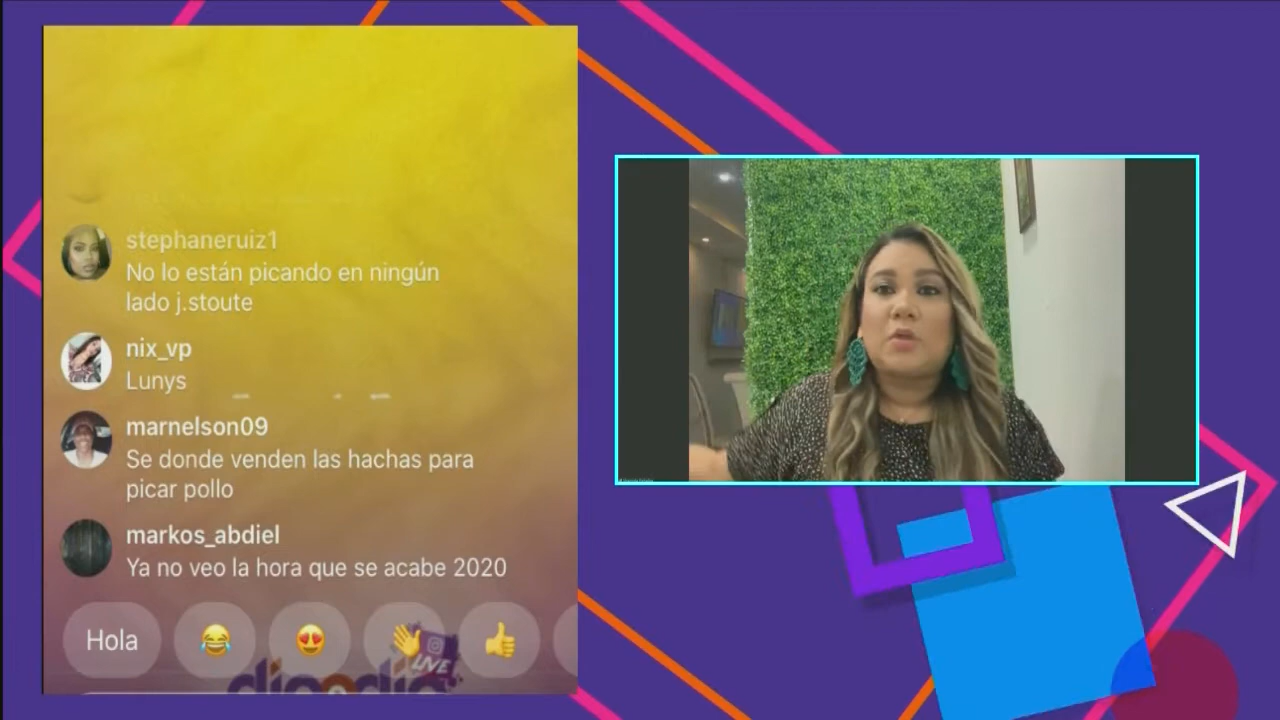 stephaneruiz1
No lo están picando en ningún
lado j.stoute
nix_vp
Lunys
marnelson09
Se donde venden las hachas para
picar pollo
markos_abdiel
Ya no veo la hora que se acabe 2020
Hola
LIVE